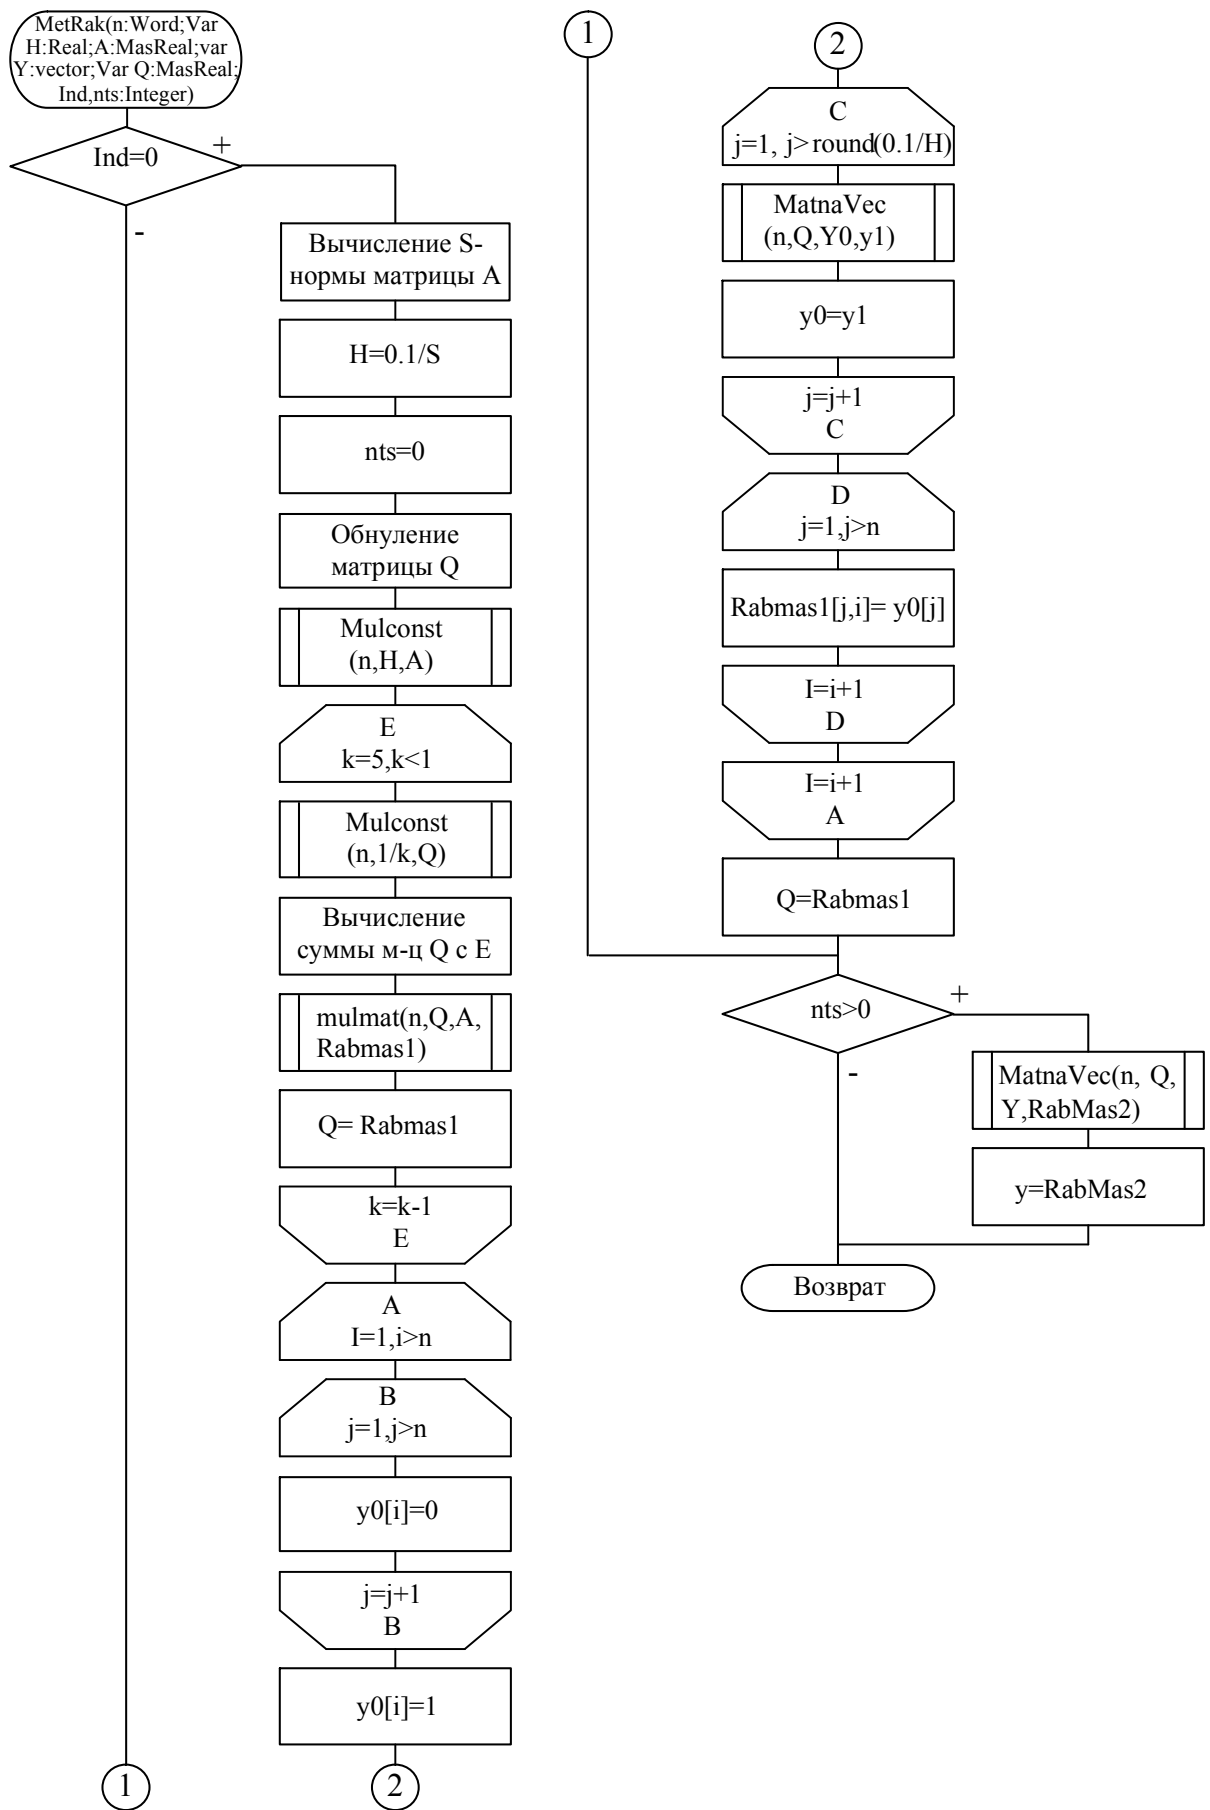 MetRak(n:Word;Var
H:Real;A:MasReal;var
Y:vector;Var Q:MasReal;
Ind,nts:Integer)
Ind=0
+
-
Вычисление S-
нормы матрицы A
H=0.1/S
nts=0
Обнуление
матрицы Q
Mulconst
(n,H,A)
E
k=5,k<1
Mulconst
(n,1/k,Q)
Вычисление
суммы м-ц Q с E
mulmat(n,Q,A,
Rabmas1)
Q= Rabmas1
k=k-1
E
A
I=1,i>n
B
j=1,j>n
y0[i]=0
j=j+1
B
y0[i]=1
1
2
1
2
C
j=1, j>round(0.1/H)
MatnaVec
(n,Q,Y0,y1)
y0=y1
j=j+1
C
D
j=1,j>n
Rabmas1[j,i]= y0[j]
I=i+1
D
I=i+1
A
Q=Rabmas1
nts>0
+
-
MatnaVec(n, Q,
Y,RabMas2)
y=RabMas2
Возврат